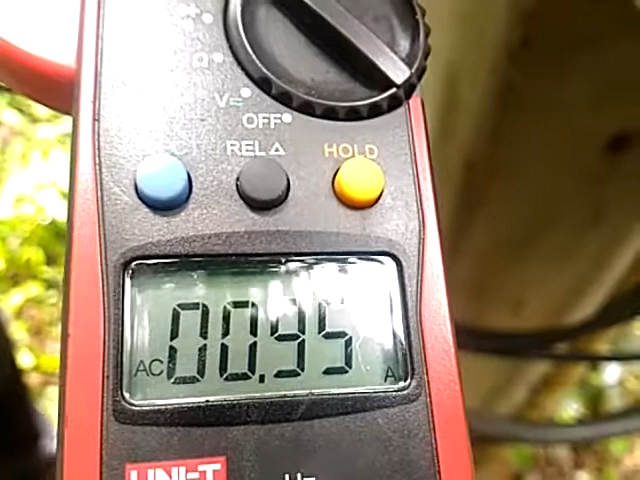 Ω
V=
OFF
REL △
HOLD
AC 00.95 A
UNI-T